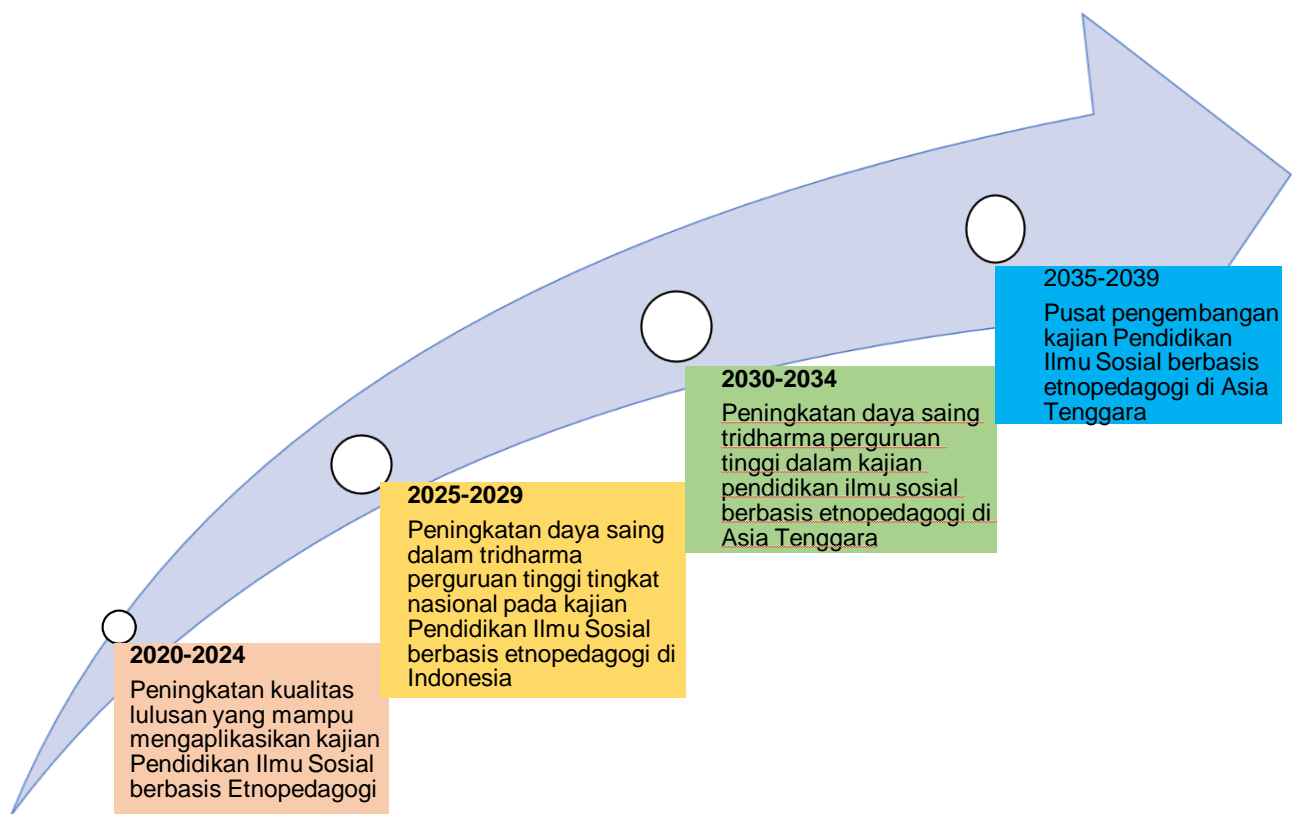 2020-2024
Peningkatan kualitas
lulusan yang mampu
mengaplikasikan kajian
Pendidikan Ilmu Sosial
berbasis Etnopedagogi
2025-2029
Peningkatan daya saing
dalam tridharma
perguruan tinggi tingkat
nasional pada kajian
Pendidikan Ilmu Sosial
berbasis etnopedagogi di
Indonesia
2030-2034
Peningkatan daya saing
tridharma perguruan
tinggi dalam kajian
pendidikan ilmu sosial
berbasis etnopedagogi di
Asia Tenggara
2035-2039
Pusat pengembangan
kajian Pendidikan
Ilmu Sosial berbasis
etnopedagogi di Asia
Tenggara